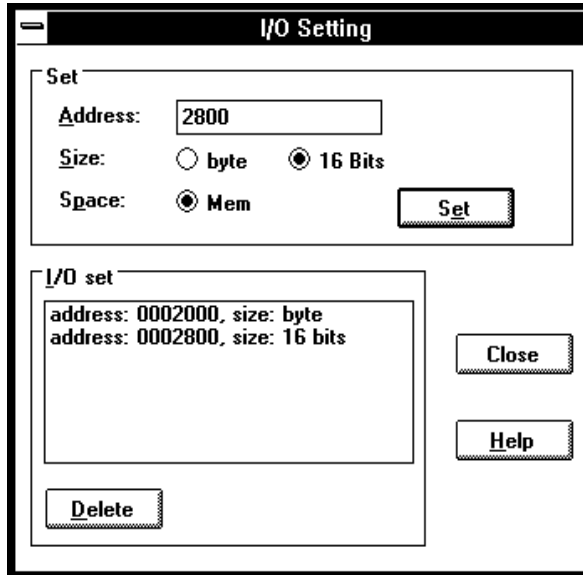 I/O Setting
Set
Address: 2800
Size: byte 16 Bits
Space: Mem
Set
I/O set
address: 0002000, size: byte
address: 0002800, size: 16 bits
Close
Help
Delete